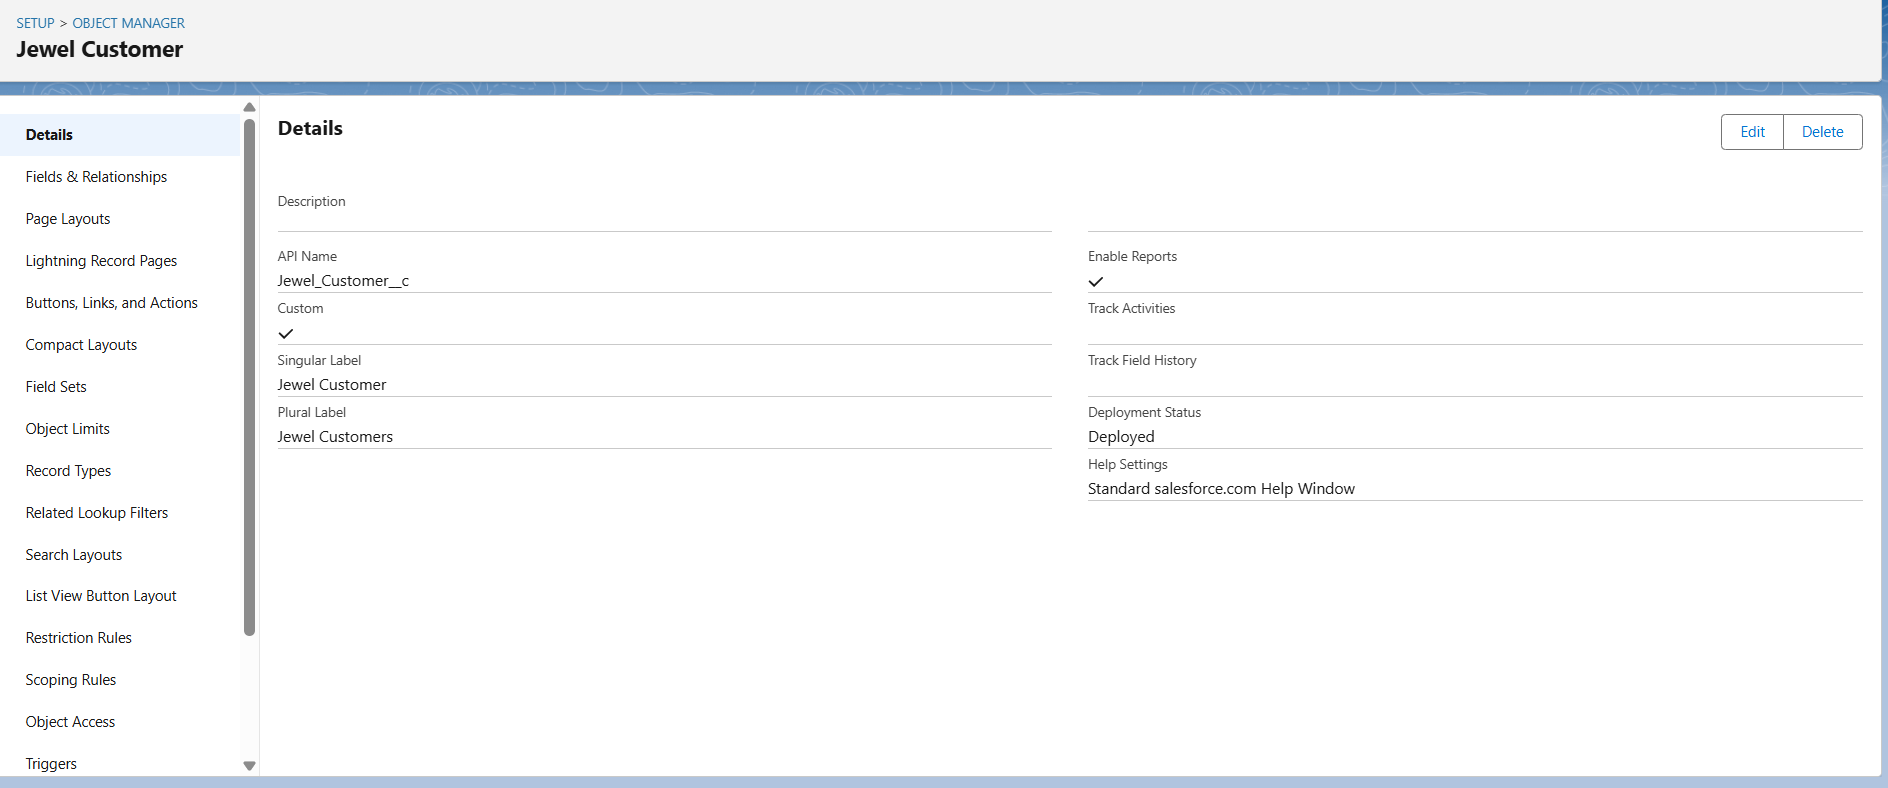 SETUP > OBJECT MANAGER
Jewel Customer
Details
Fields & Relationships
Page Layouts
Lightning Record Pages
Buttons, Links, and Actions
Compact Layouts
Field Sets
Object Limits
Record Types
Related Lookup Filters
Search Layouts
List View Button Layout
Restriction Rules
Scoping Rules
Object Access
Triggers
Details
Edit
Delete
Description
API Name
Jewel_Customer__c
Custom
Singular Label
Jewel Customer
Plural Label
Jewel Customers
Enable Reports
Track Activities
Track Field History
Deployment Status
Deployed
Help Settings
Standard salesforce.com Help Window